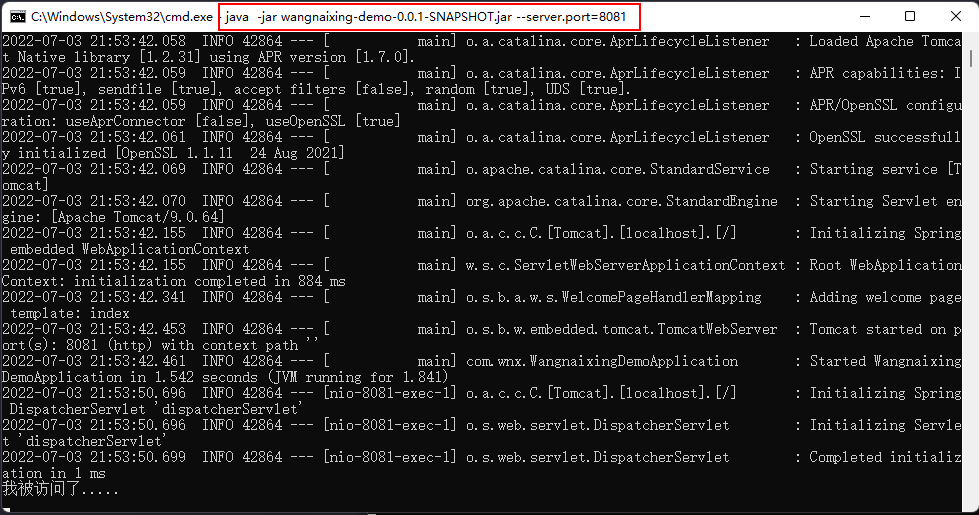 C:\Windows\System32\cmd.exe - java -jar wangnaixing-demo-0.0.1-SNAPSHOT.jar --server.port=8081
2022-07-03 21:53:42.058  INFO 42864 --- [           main] o.a.catalina.core.AprLifecycleListener   : Loaded Apache Tomca
t Native library [1.2.31] using APR version [1.7.0].
2022-07-03 21:53:42.059  INFO 42864 --- [           main] o.a.catalina.core.AprLifecycleListener   : APR capabilities: I
Pv6 [true], sendfile [true], accept filters [false], random [true], UDS [true].
2022-07-03 21:53:42.059  INFO 42864 --- [           main] o.a.catalina.core.AprLifecycleListener   : APR/OpenSSL configu
ration: useAprConnector [false], useOpenSSL [true]
2022-07-03 21:53:42.061  INFO 42864 --- [           main] o.a.catalina.core.AprLifecycleListener   : OpenSSL successfull
y initialized [OpenSSL 1.1.1l  24 Aug 2021]
2022-07-03 21:53:42.069  INFO 42864 --- [           main] o.apache.catalina.core.StandardService   : Starting service [T
omcat]
2022-07-03 21:53:42.070  INFO 42864 --- [           main] org.apache.catalina.core.StandardEngine  : Starting Servlet en
gine: [Apache Tomcat/9.0.64]
2022-07-03 21:53:42.155  INFO 42864 --- [           main] o.a.c.c.C.[Tomcat].[localhost].[/]       : Initializing Spring
 embedded WebApplicationContext
2022-07-03 21:53:42.155  INFO 42864 --- [           main] w.s.c.ServletWebServerApplicationContext : Root WebApplication
Context: initialization completed in 884 ms
2022-07-03 21:53:42.341  INFO 42864 --- [           main] o.s.b.a.w.s.WelcomePageHandlerMapping    : Adding welcome page
 template: index
2022-07-03 21:53:42.453  INFO 42864 --- [           main] o.s.b.w.embedded.tomcat.TomcatWebServer  : Tomcat started on p
ort(s): 8081 (http) with context path ''
2022-07-03 21:53:42.461  INFO 42864 --- [           main] com.wnx.WangnaixingDemoApplication       : Started Wangnaixing
DemoApplication in 1.542 seconds (JVM running for 1.841)
2022-07-03 21:53:50.696  INFO 42864 --- [nio-8081-exec-1] o.a.c.c.C.[Tomcat].[localhost].[/]       : Initializing Spring
 DispatcherServlet 'dispatcherServlet'
2022-07-03 21:53:50.696  INFO 42864 --- [nio-8081-exec-1] o.s.web.servlet.DispatcherServlet        : Initializing Servle
t 'dispatcherServlet'
2022-07-03 21:53:50.699  INFO 42864 --- [nio-8081-exec-1] o.s.web.servlet.DispatcherServlet        : Completed initializ
ation in 1 ms
我被访问了.....